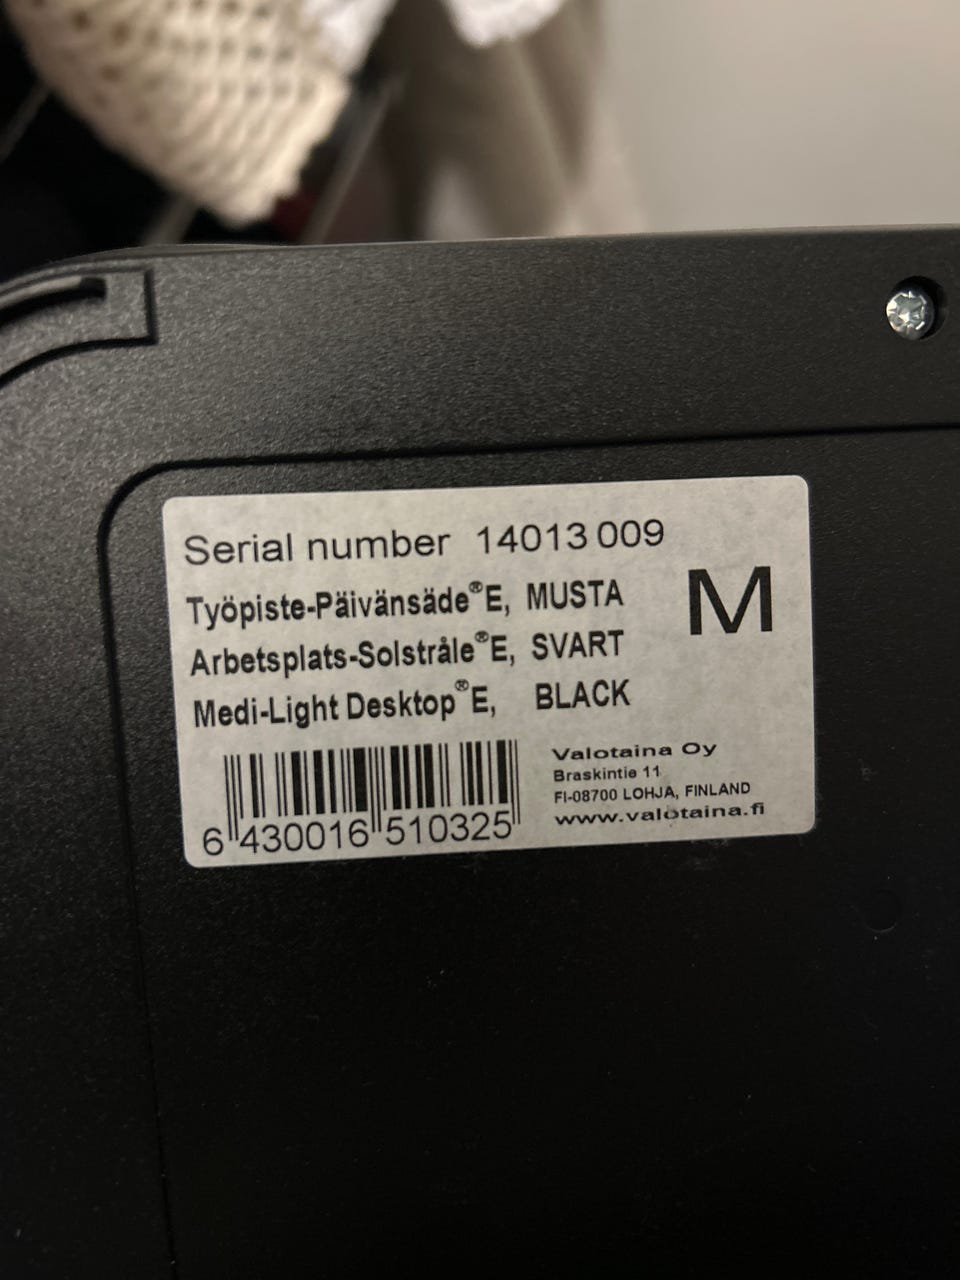 Serial number 14013 009
Työpiste-Päivänsäde®E, MUSTA
Arbetsplats-Solstråle®E, SVART
Medi-Light Desktop®E, BLACK
M
Valotaina Oy
Braskintie 11
FI-08700 LOHJA, FINLAND
www.valotaina.fi
6 430016 510325